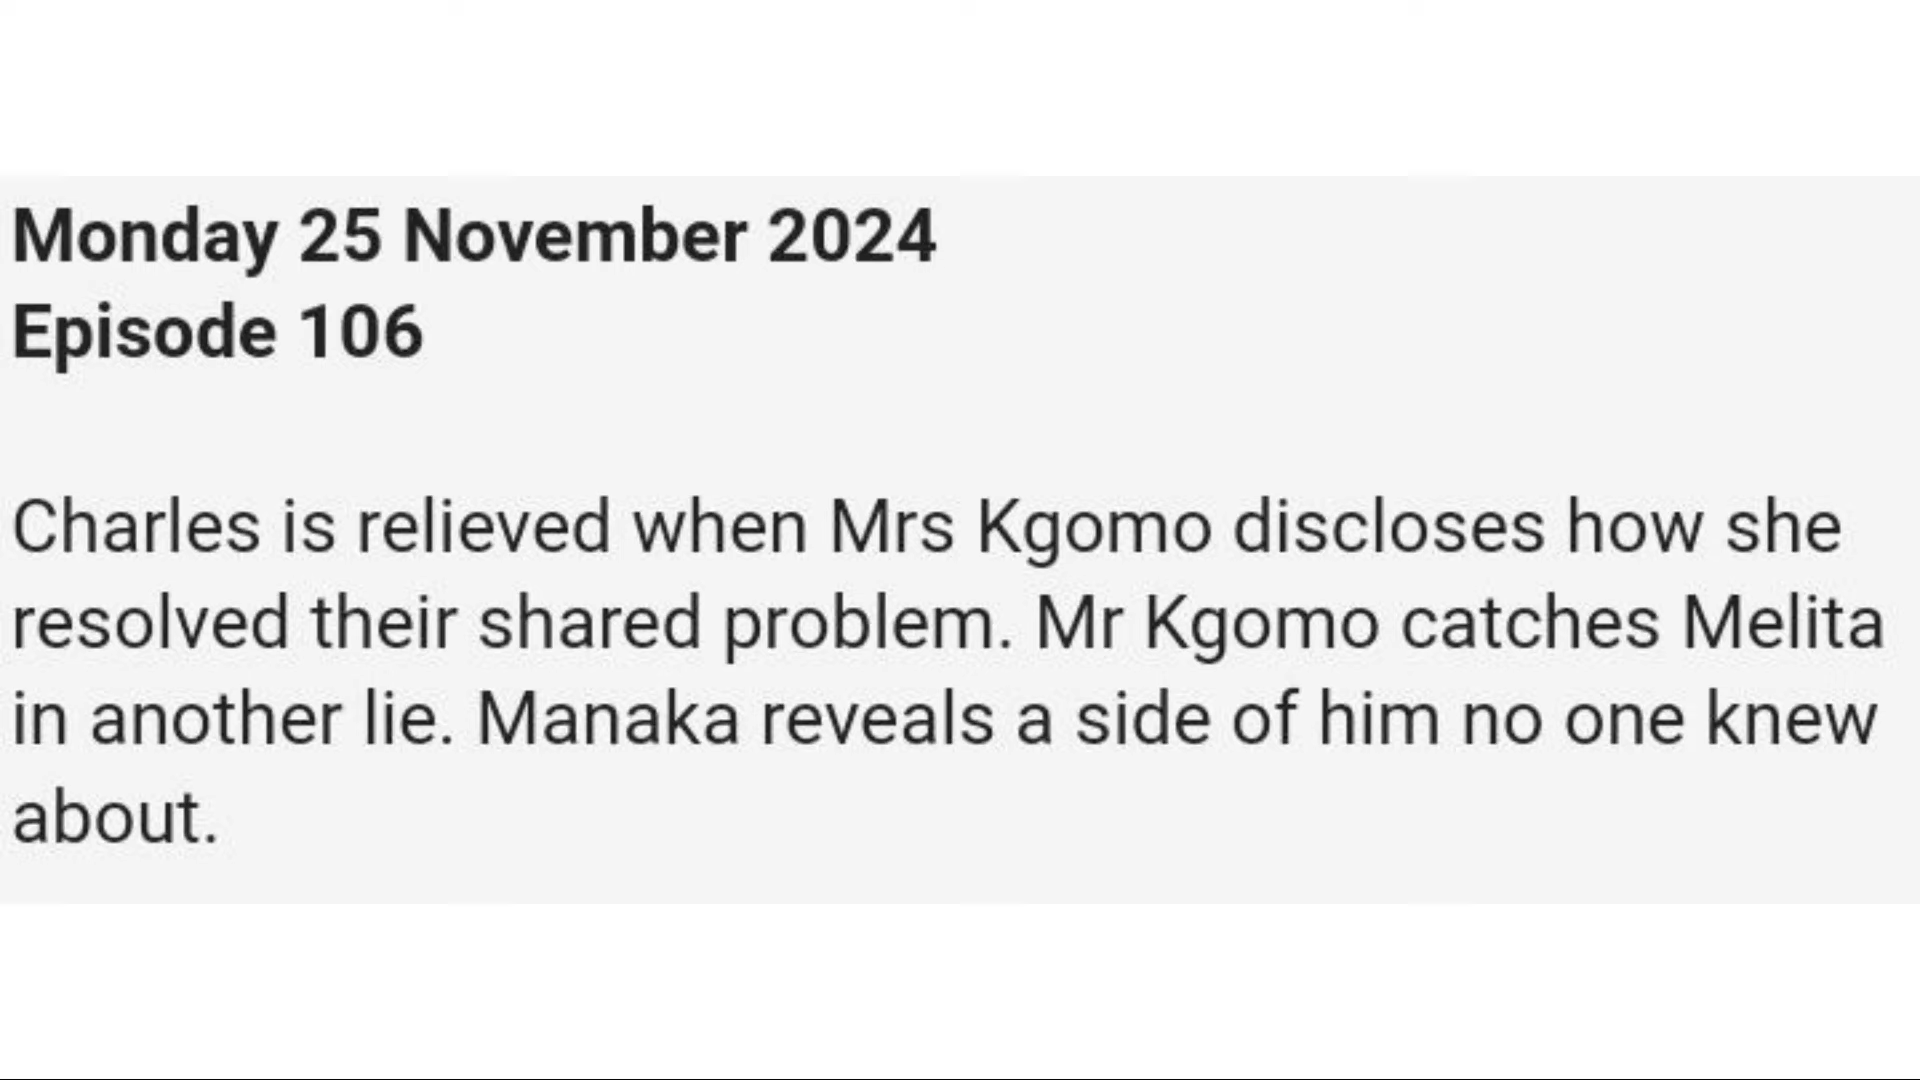 Monday 25 November 2024
Episode 106
Charles is relieved when Mrs Kgomo discloses how she
resolved their shared problem. Mr Kgomo catches Melita
in another lie. Manaka reveals a side of him no one knew
about.